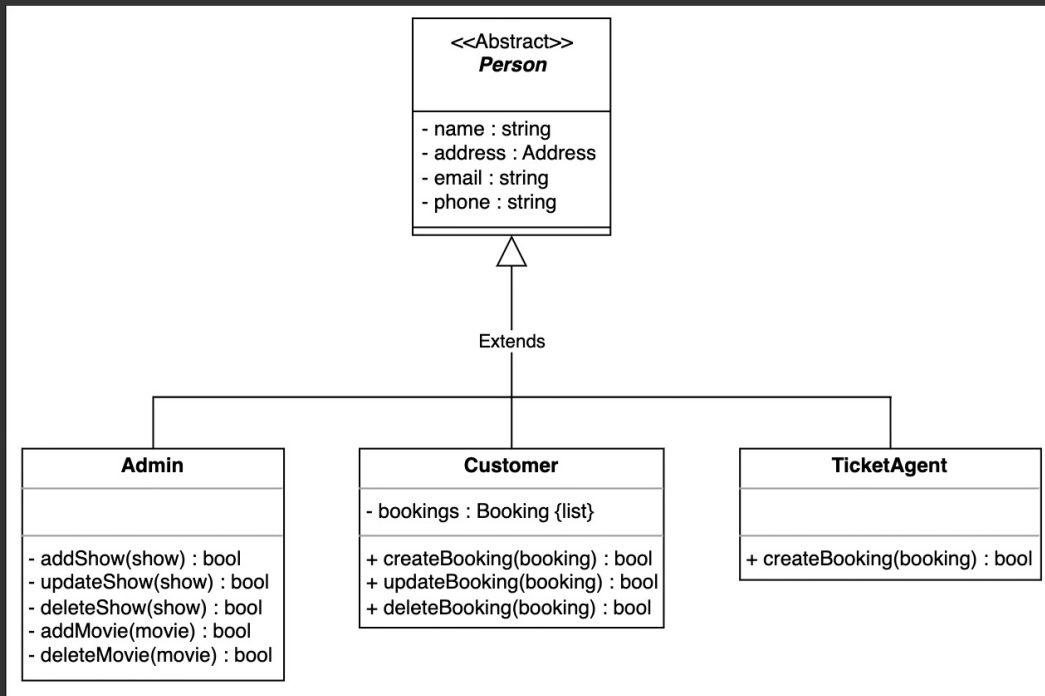 <<Abstract>>
Person
- name : string
- address : Address
- email : string
- phone : string
Extends
Admin
- addShow(show) : bool
- updateShow(show) : bool
- deleteShow(show) : bool
- addMovie(movie) : bool
- deleteMovie(movie) : bool
Customer
- bookings : Booking {list}
+ createBooking(booking) : bool
+ updateBooking(booking) : bool
+ deleteBooking(booking) : bool
TicketAgent
+ createBooking(booking) : bool